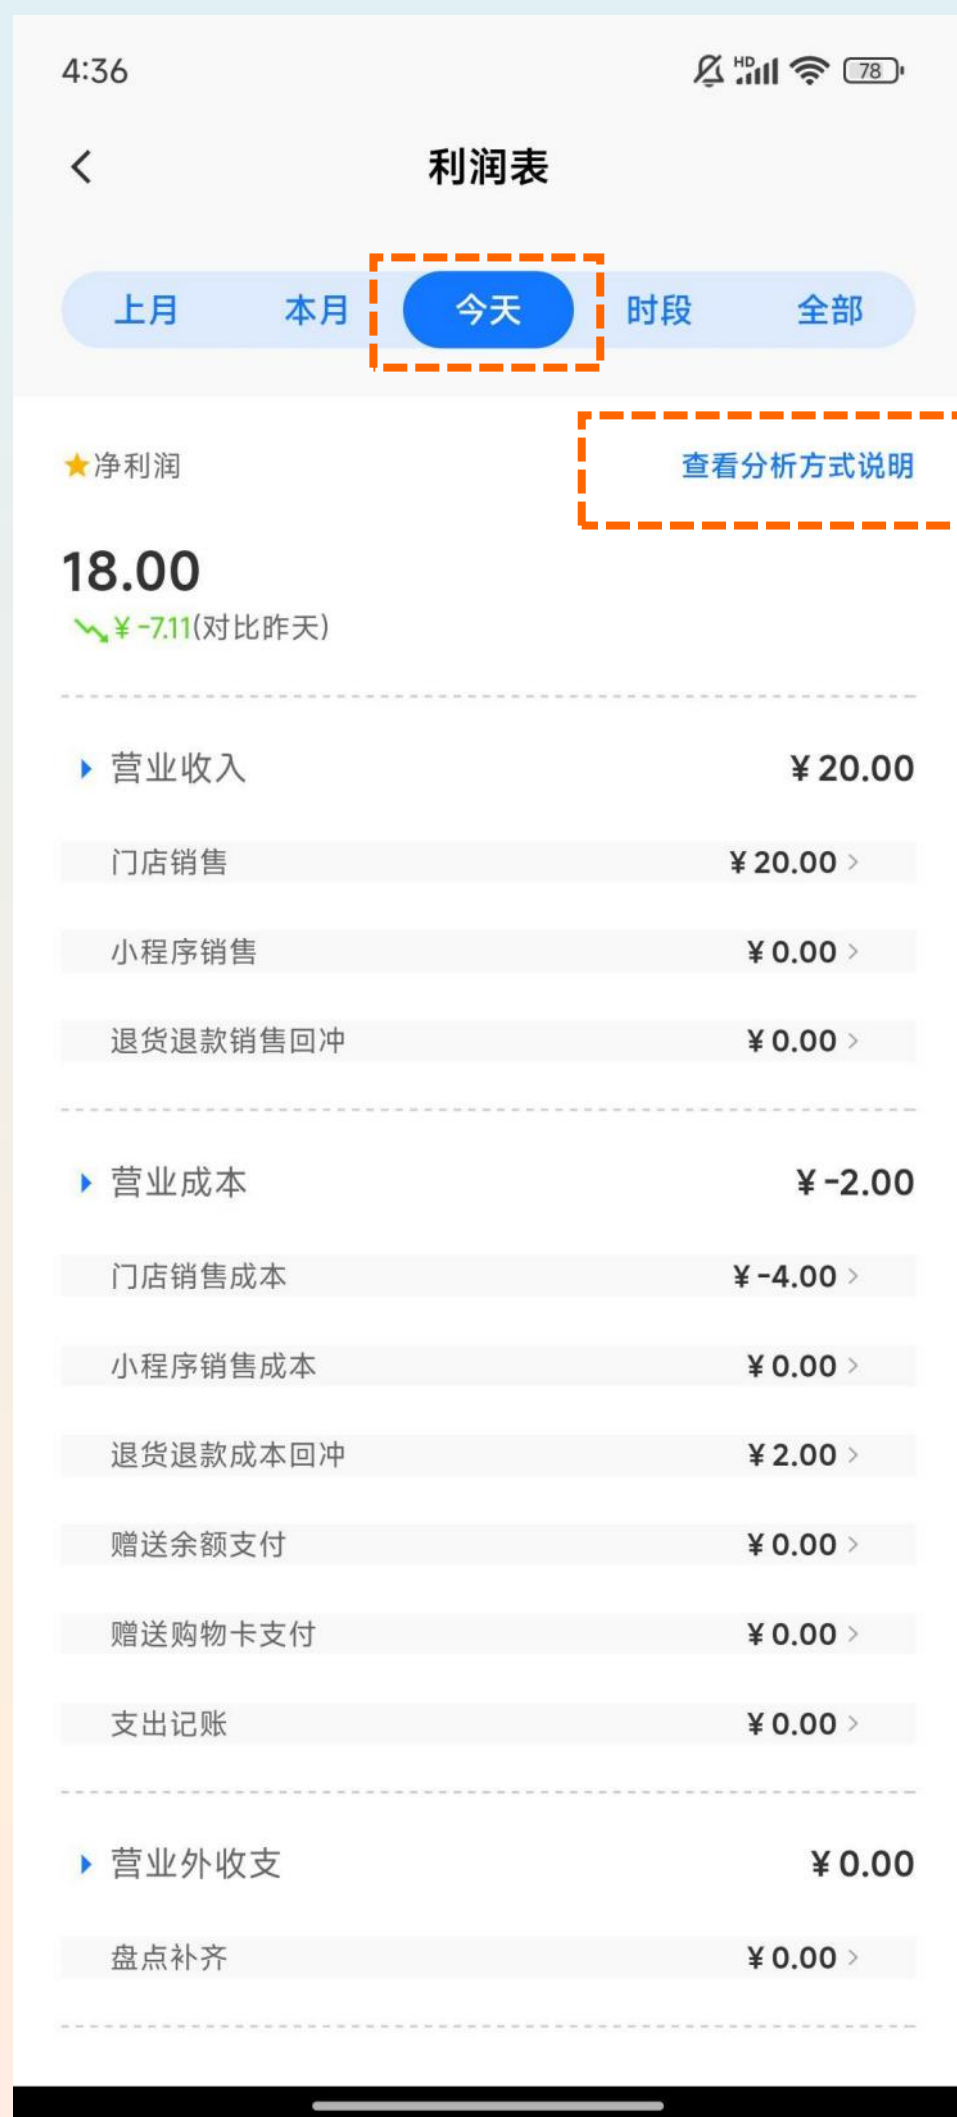 4:36
HD
78
利润表
上月 本月 今天 时段 全部
净利润 查看分析方式说明
18.00
¥ -7.11(对比昨天)
营业收入 ¥ 20.00
门店销售 ¥ 20.00 >
小程序销售 ¥ 0.00 >
退货退款销售回冲 ¥ 0.00 >
营业成本 ¥ -2.00
门店销售成本 ¥ -4.00 >
小程序销售成本 ¥ 0.00 >
退货退款成本回冲 ¥ 2.00 >
赠送余额支付 ¥ 0.00 >
赠送购物卡支付 ¥ 0.00 >
支出记账 ¥ 0.00 >
营业外收支 ¥ 0.00
盘点补齐 ¥ 0.00 >